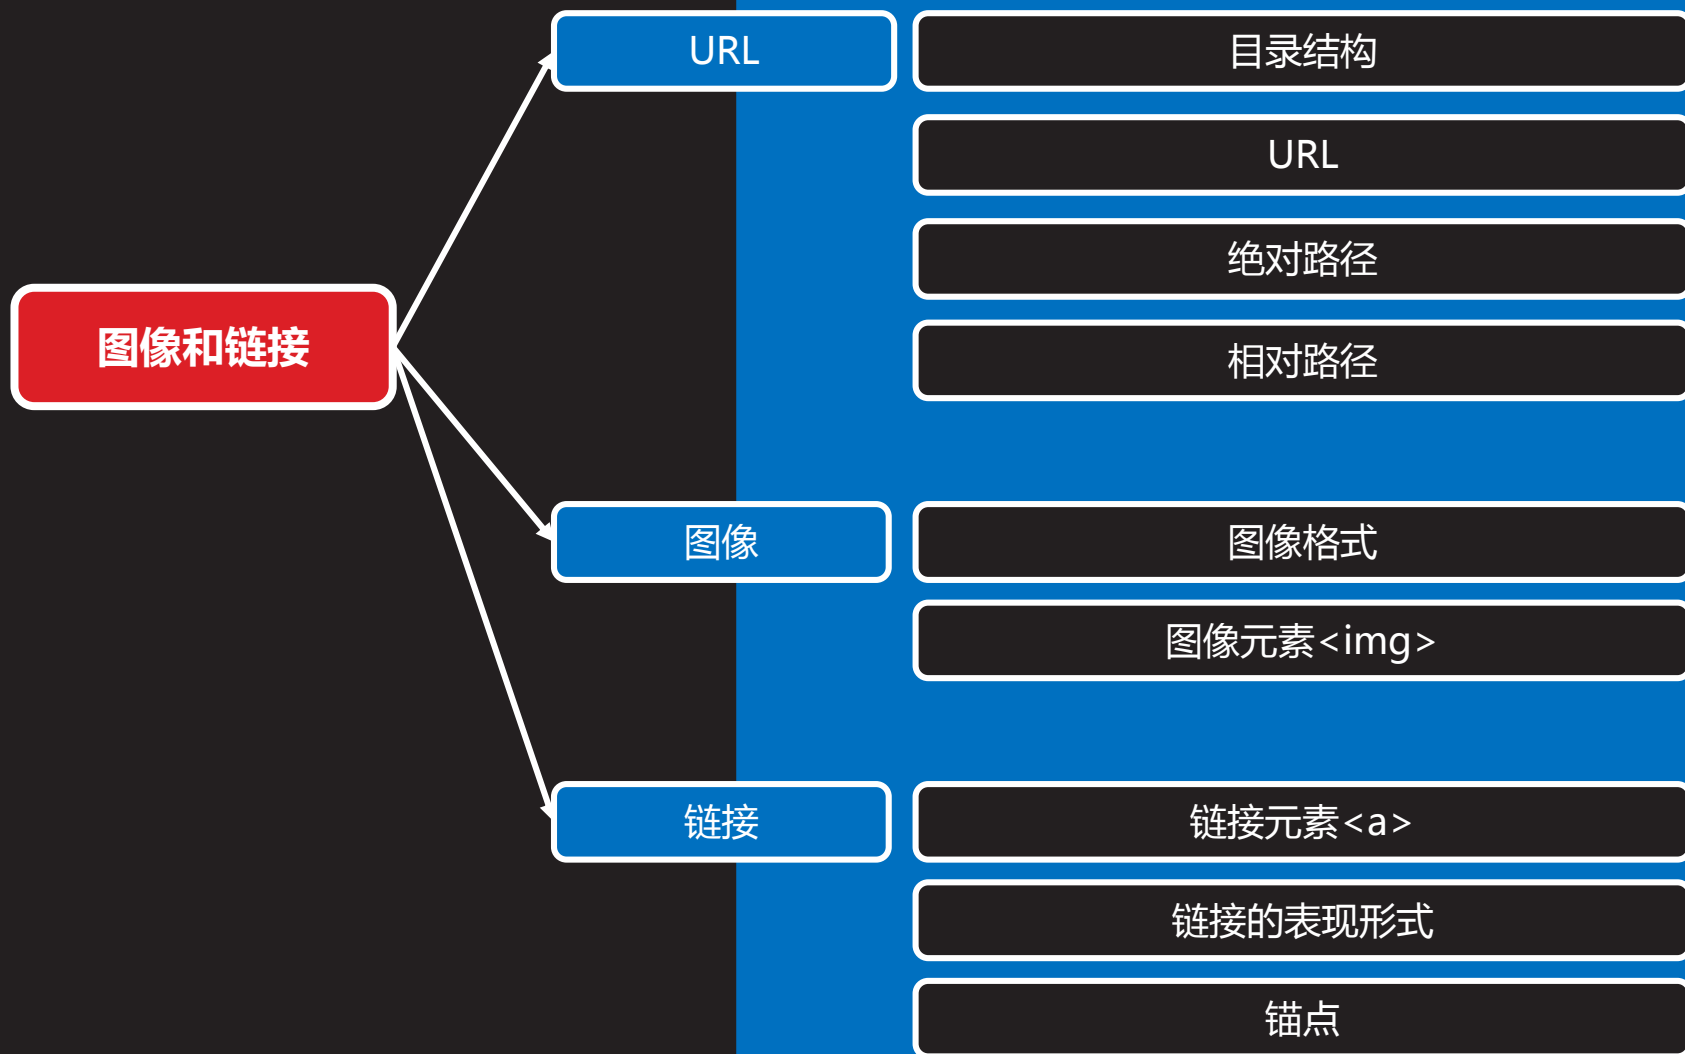 图像和链接
URL
目录结构
URL
绝对路径
相对路径
图像
图像格式
图像元素<img>
链接
链接元素<a>
链接的表现形式
锚点